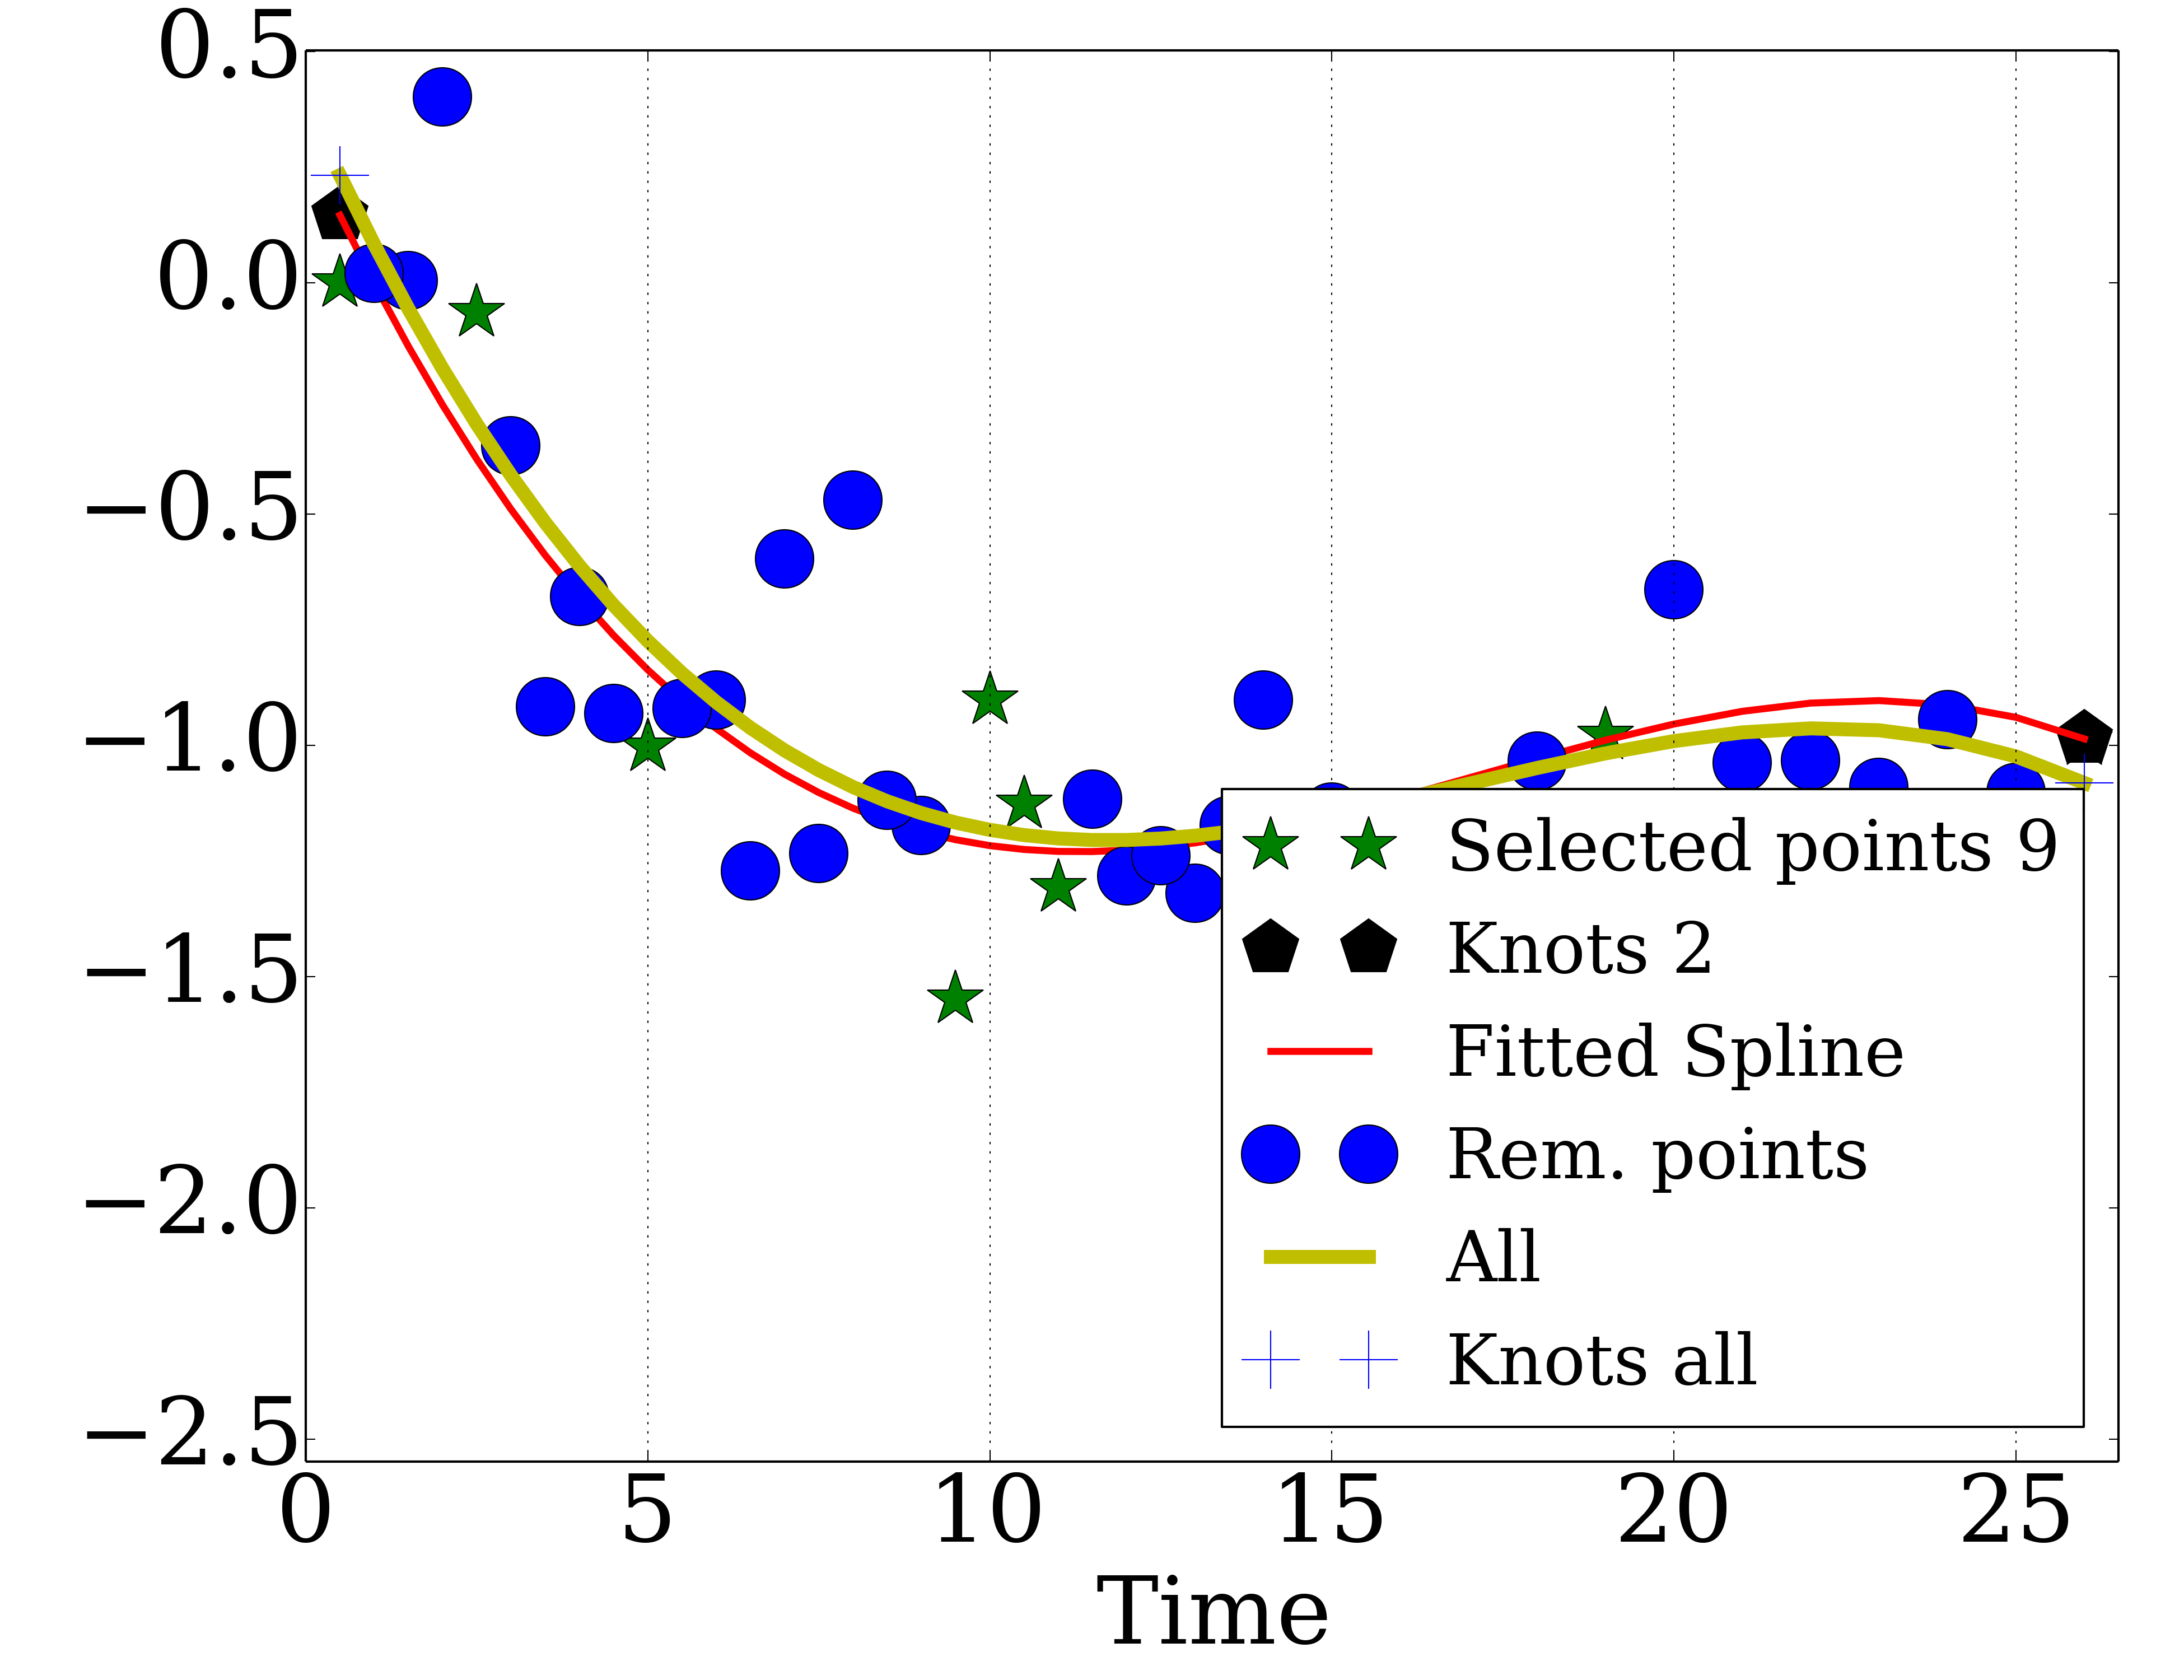 0.5
0.0
−0.5
−1.0
−1.5
−2.0
−2.5
Selected points 9
Knots 2
Fitted Spline
Rem. points
All
Knots all
0 5 10 15 20 25
Time